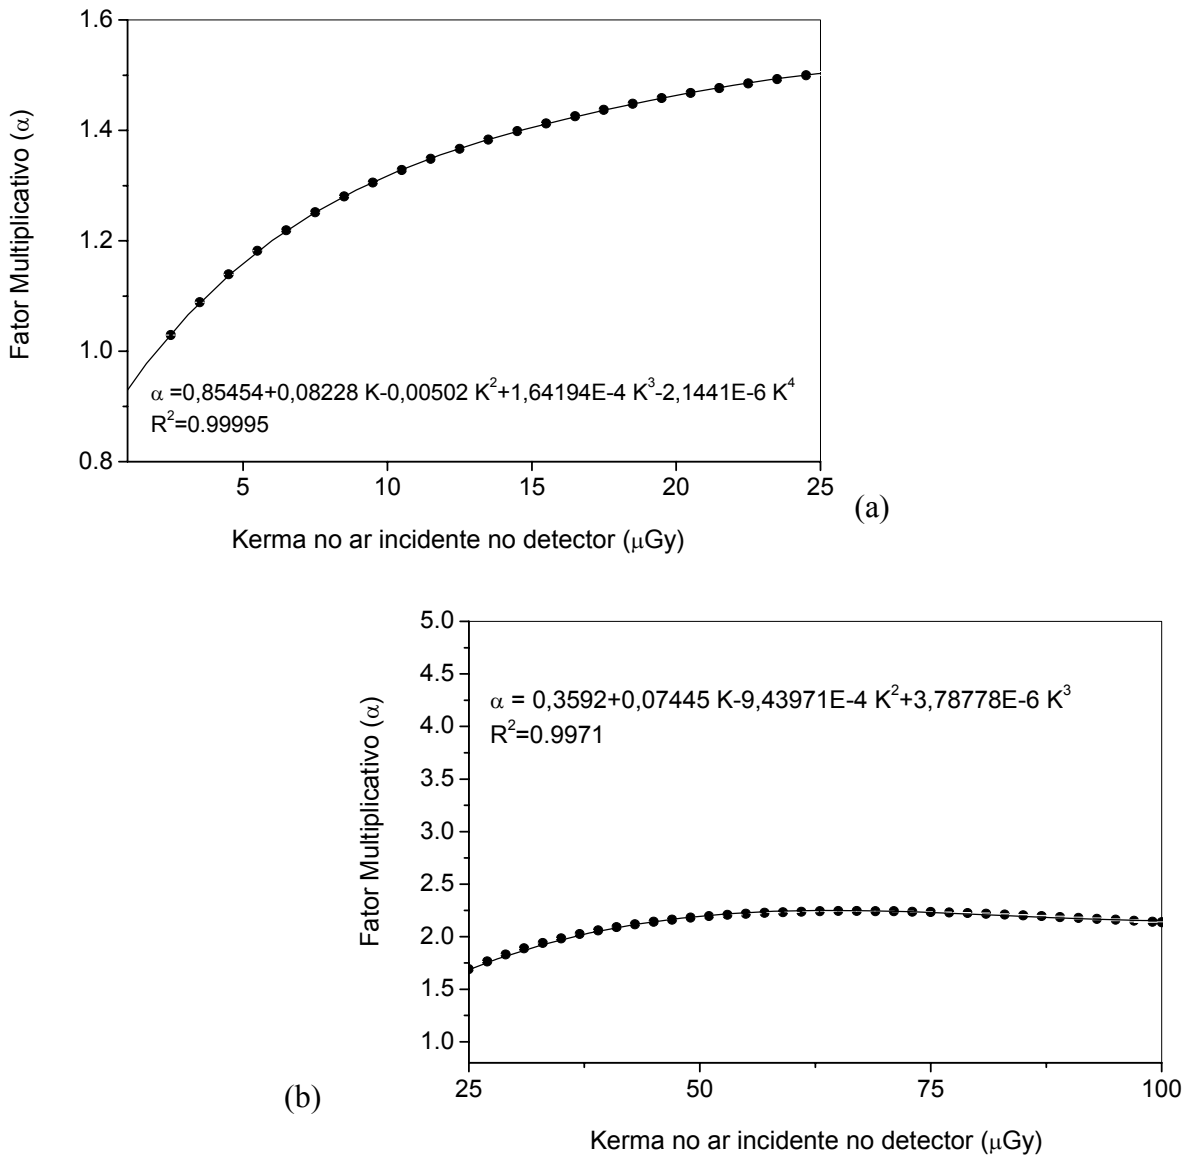 1.6
1.4
1.2
1.0
0.8
Fator Multiplicativo (α)
α =0,85454+0,08228 K-0,00502 K²+1,64194E-4 K³-2,1441E-6 K⁴
R²=0.99995
5 10 15 20 25
(a)
Kerma no ar incidente no detector (μGy)
5.0
4.5
4.0
3.5
3.0
2.5
2.0
1.5
1.0
Fator Multiplicativo (α)
α = 0,3592+0,07445 K-9,43971E-4 K²+3,78778E-6 K³
R²=0.9971
25 50 75 100
(b)
Kerma no ar incidente no detector (μGy)